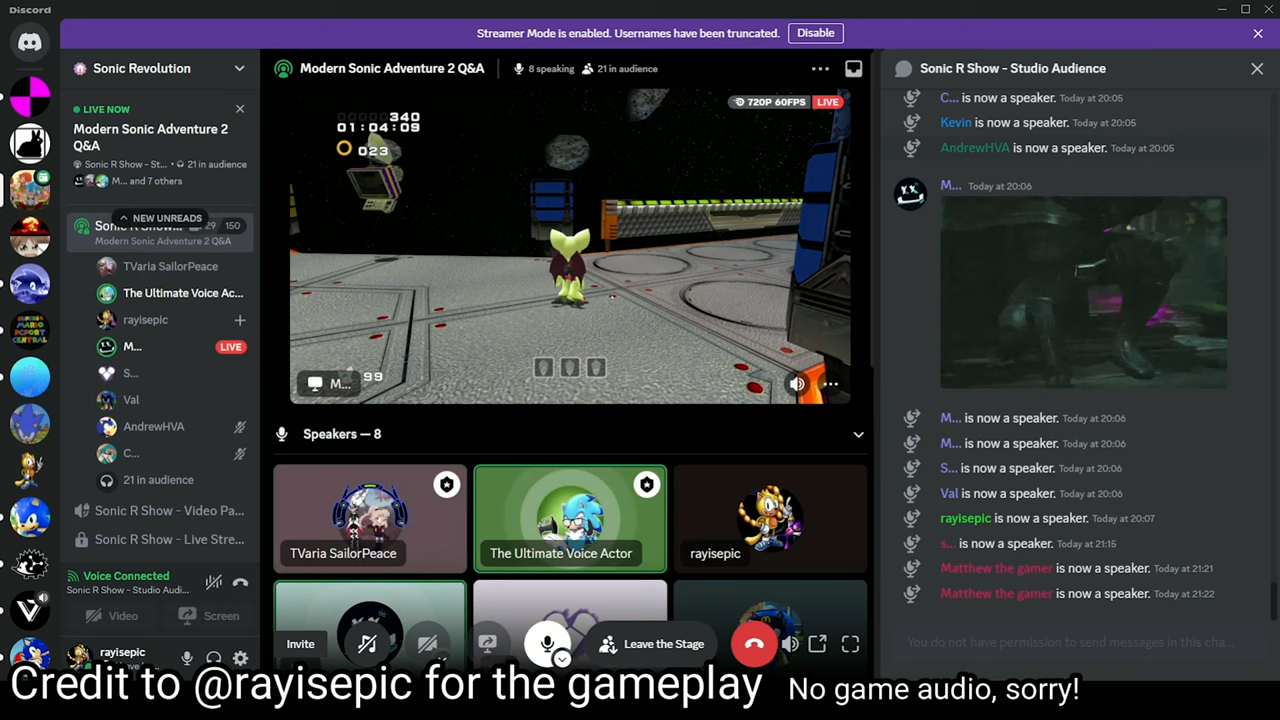 Discord
Streamer Mode is enabled. Usernames have been truncated.
Disable
Sonic Revolution
LIVE NOW
Modern Sonic Adventure 2
Q&A
Sonic R Show - St... • 21 in audience
M... and 7 others
NEW UNREADS
Sonic R Show... 29 150
Modern Sonic Adventure 2 Q&A
TVaria SailorPeace
The Ultimate Voice Ac...
rayisepic
M... LIVE
S...
Val
AndrewHVA
C...
21 in audience
Sonic R Show - Video Pa...
Sonic R Show - Live Stre...
Voice Connected
Sonic R Show - Studio Audi...
Video
Screen
rayisepic
Modern Sonic Adventure 2 Q&A
8 speaking 21 in audience
340
01:04:09
023
720P 60FPS LIVE
99
M...
Speakers — 8
TVaria SailorPeace
The Ultimate Voice Actor
rayisepic
Invite
Leave the Stage
Sonic R Show - Studio Audience
C... is now a speaker. Today at 20:05
Kevin is now a speaker. Today at 20:05
AndrewHVA is now a speaker. Today at 20:05
M... Today at 20:06
M... is now a speaker. Today at 20:06
M... is now a speaker. Today at 20:06
S... is now a speaker. Today at 20:06
Val is now a speaker. Today at 20:06
rayisepic is now a speaker. Today at 20:07
s... is now a speaker. Today at 21:15
Matthew the gamer is now a speaker. Today at 21:21
Matthew the gamer is now a speaker. Today at 21:22
You do not have permission to send messages in this cha...
Credit to @rayisepic for the gameplay
No game audio, sorry!